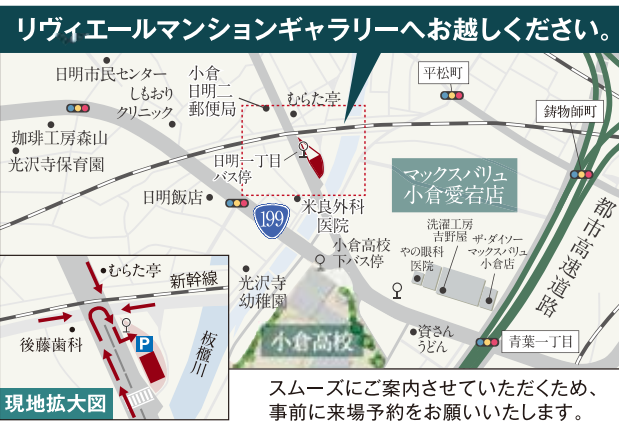 リヴィエールマンションギャラリーへお越しください。
日明市民センター
しもおり
クリニック
小倉
日明二
郵便局
むらた亭
平松町
鋳物師町
珈琲工房森山
光沢寺保育園
日明一丁目
バス停
マックスバリュ
小倉愛宕店
日明飯店
199
米良外科
医院
都市高速道路
小倉高校
下バス停
洗濯工房
吉野屋
ザ・ダイソー
マックスバリュ
小倉店
やの眼科
医院
光沢寺
幼稚園
小倉高校
資さん
うどん
青葉一丁目
むらた亭
新幹線
後藤歯科
P
板櫃川
現地拡大図
スムーズにご案内させていただくため、
事前に来場予約をお願いいたします。